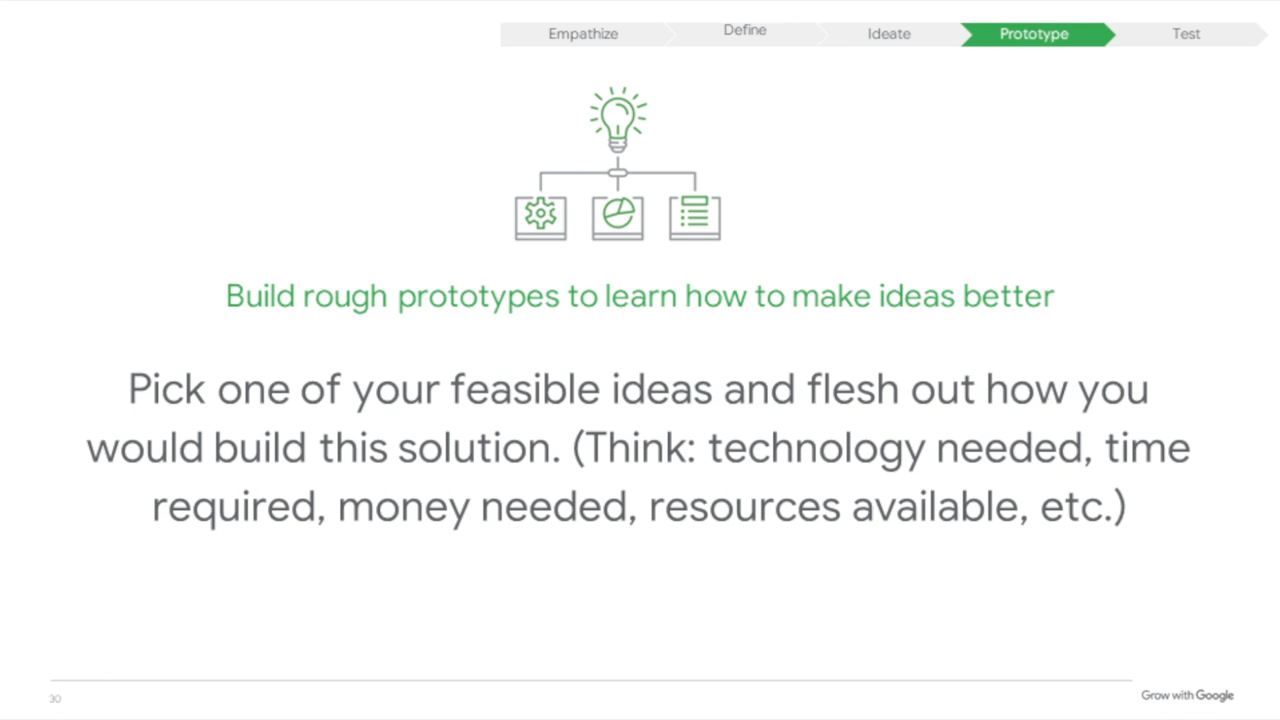 Empathize
Define
Ideate
Prototype
Test
Build rough prototypes to learn how to make ideas better
Pick one of your feasible ideas and flesh out how you
would build this solution. (Think: technology needed, time
required, money needed, resources available, etc.)
30
Grow with Google